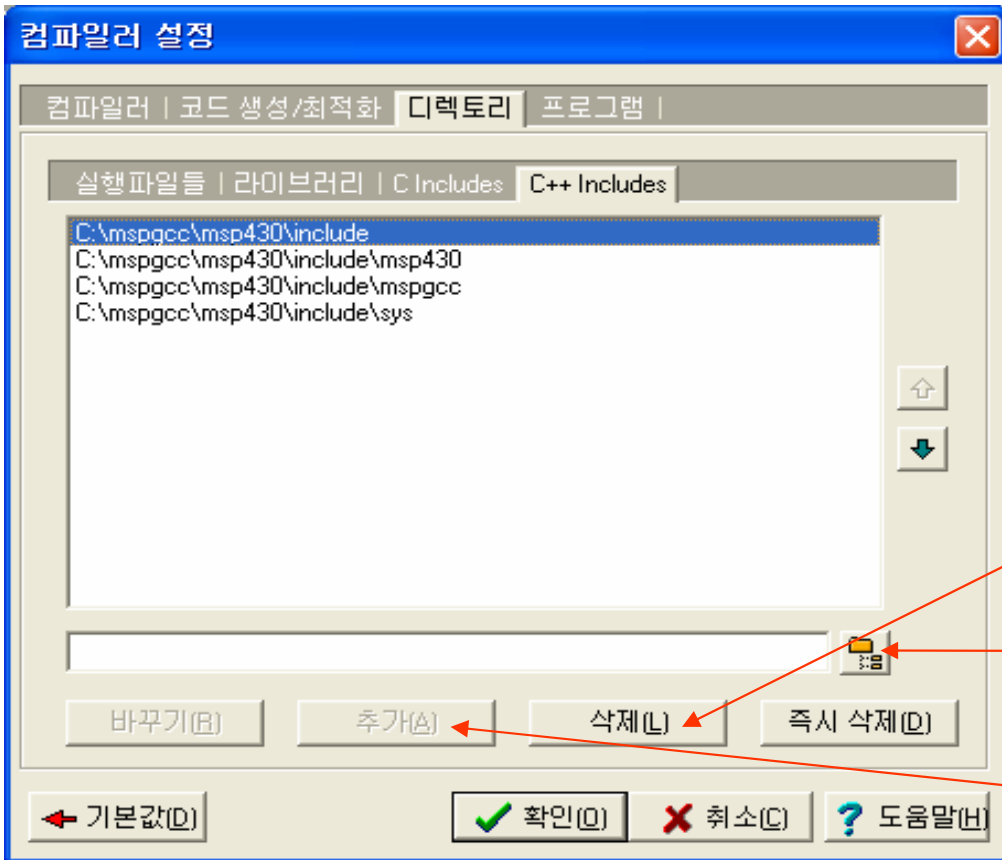 컴파일러 설정
컴파일러 | 코드 생성/최적화 디렉토리 프로그램 |
실행파일들 | 라이브러리 | C Includes C++ Includes
C:\mspgcc\msp430\include
C:\mspgcc\msp430\include\msp430
C:\mspgcc\msp430\include\mspgcc
C:\mspgcc\msp430\include\sys
바꾸기(R) 추가(A) 삭제(L) 즉시 삭제(D)
기본값(D) 확인(O) 취소(C) 도움말(H)